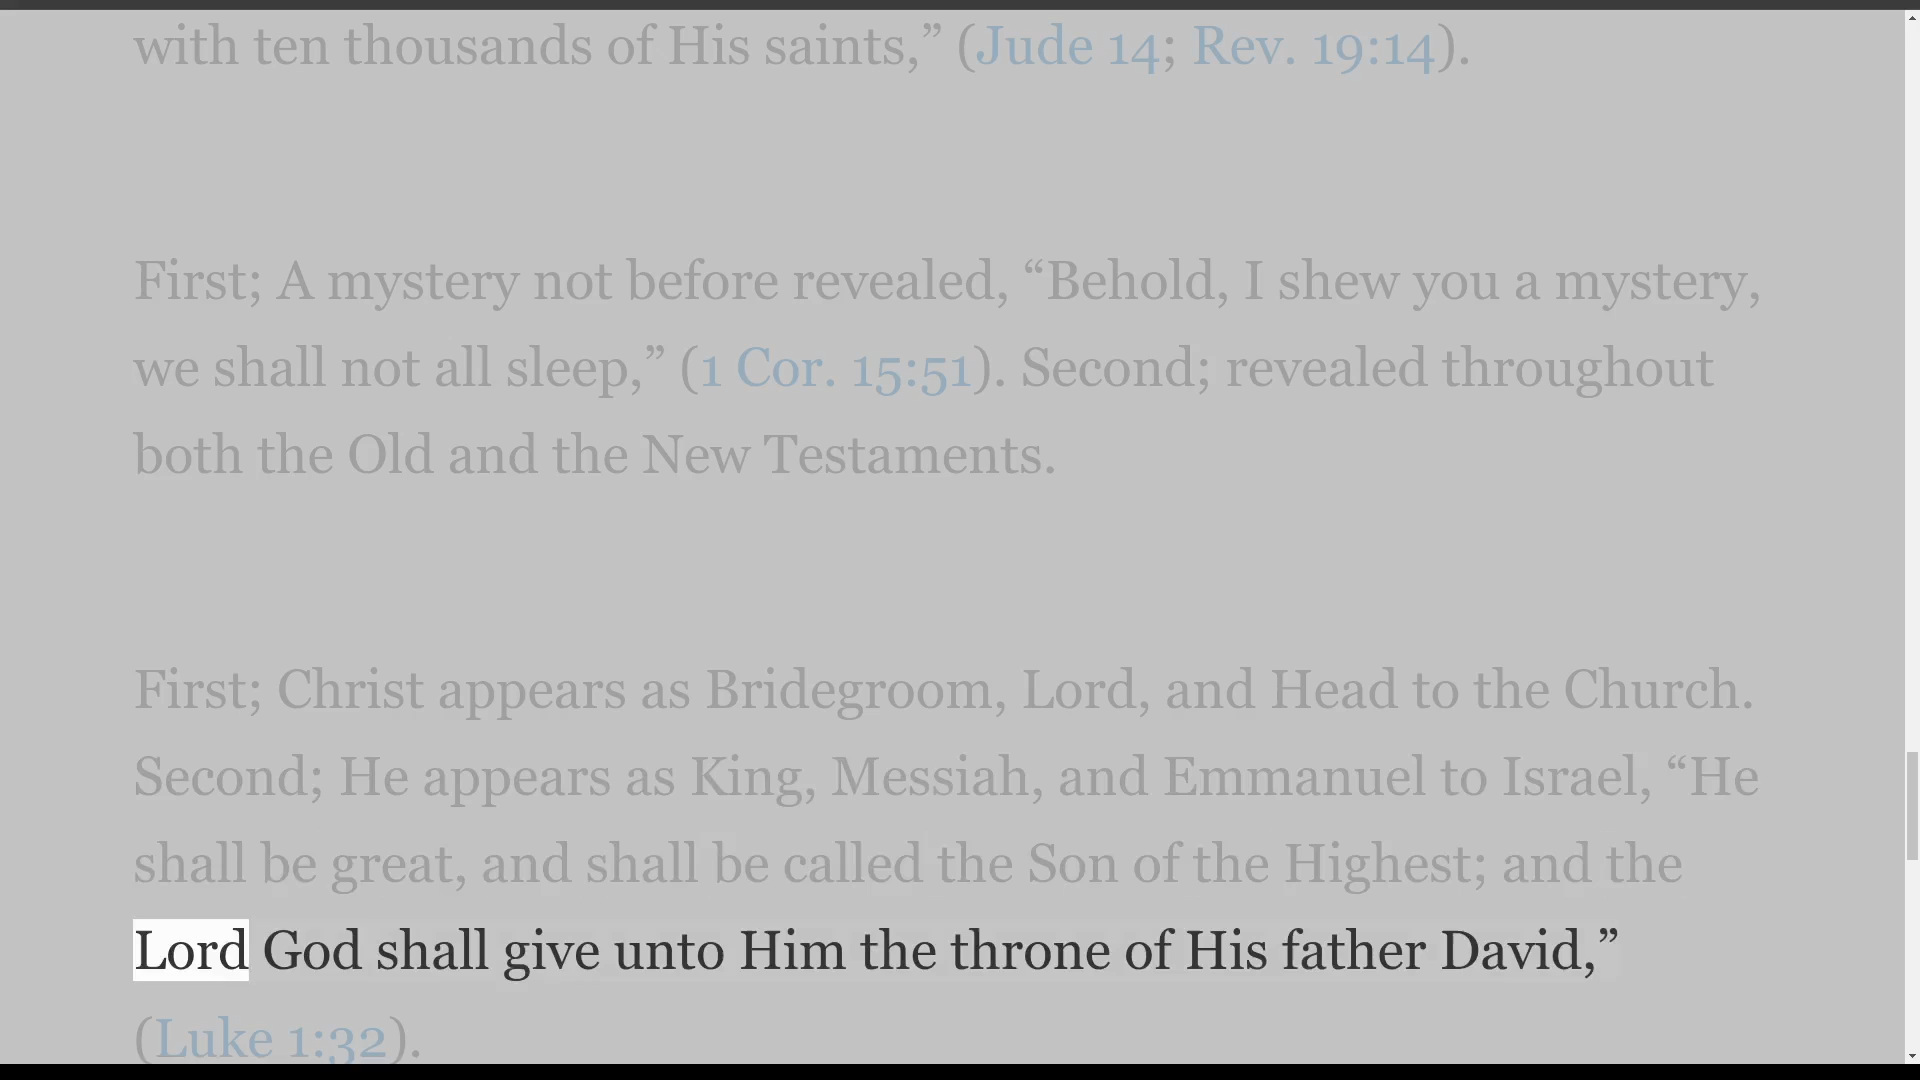 with ten thousands of His saints,” (Jude 14; Rev. 19:14).
First; A mystery not before revealed, “Behold, I shew you a mystery,
we shall not all sleep,” (1 Cor. 15:51). Second; revealed throughout
both the Old and the New Testaments.
First; Christ appears as Bridegroom, Lord, and Head to the Church.
Second; He appears as King, Messiah, and Emmanuel to Israel, “He
shall be great, and shall be called the Son of the Highest; and the
Lord God shall give unto Him the throne of His father David,”
(Luke 1:32).